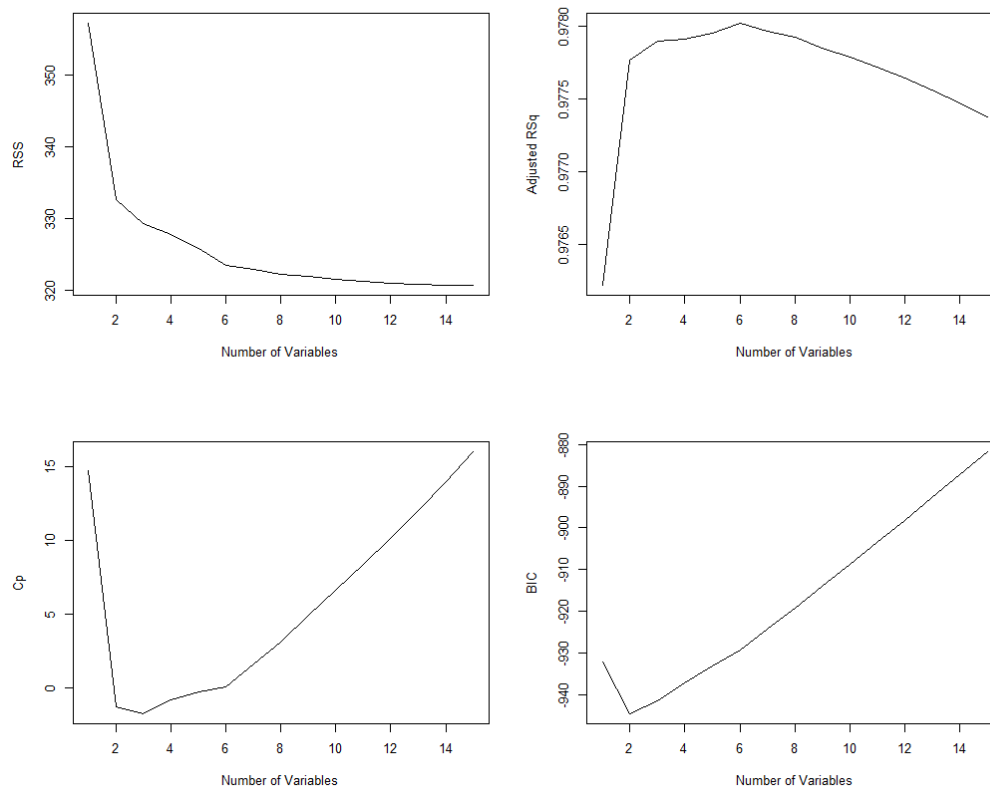 RSS
350
340
330
320
2 4 6 8 10 12 14
Number of Variables
Adjusted RSq
0.9780
0.9775
0.9770
0.9765
2 4 6 8 10 12 14
Number of Variables
Cp
15
10
5
0
2 4 6 8 10 12 14
Number of Variables
BIC
-880
-890
-900
-910
-920
-930
-940
2 4 6 8 10 12 14
Number of Variables